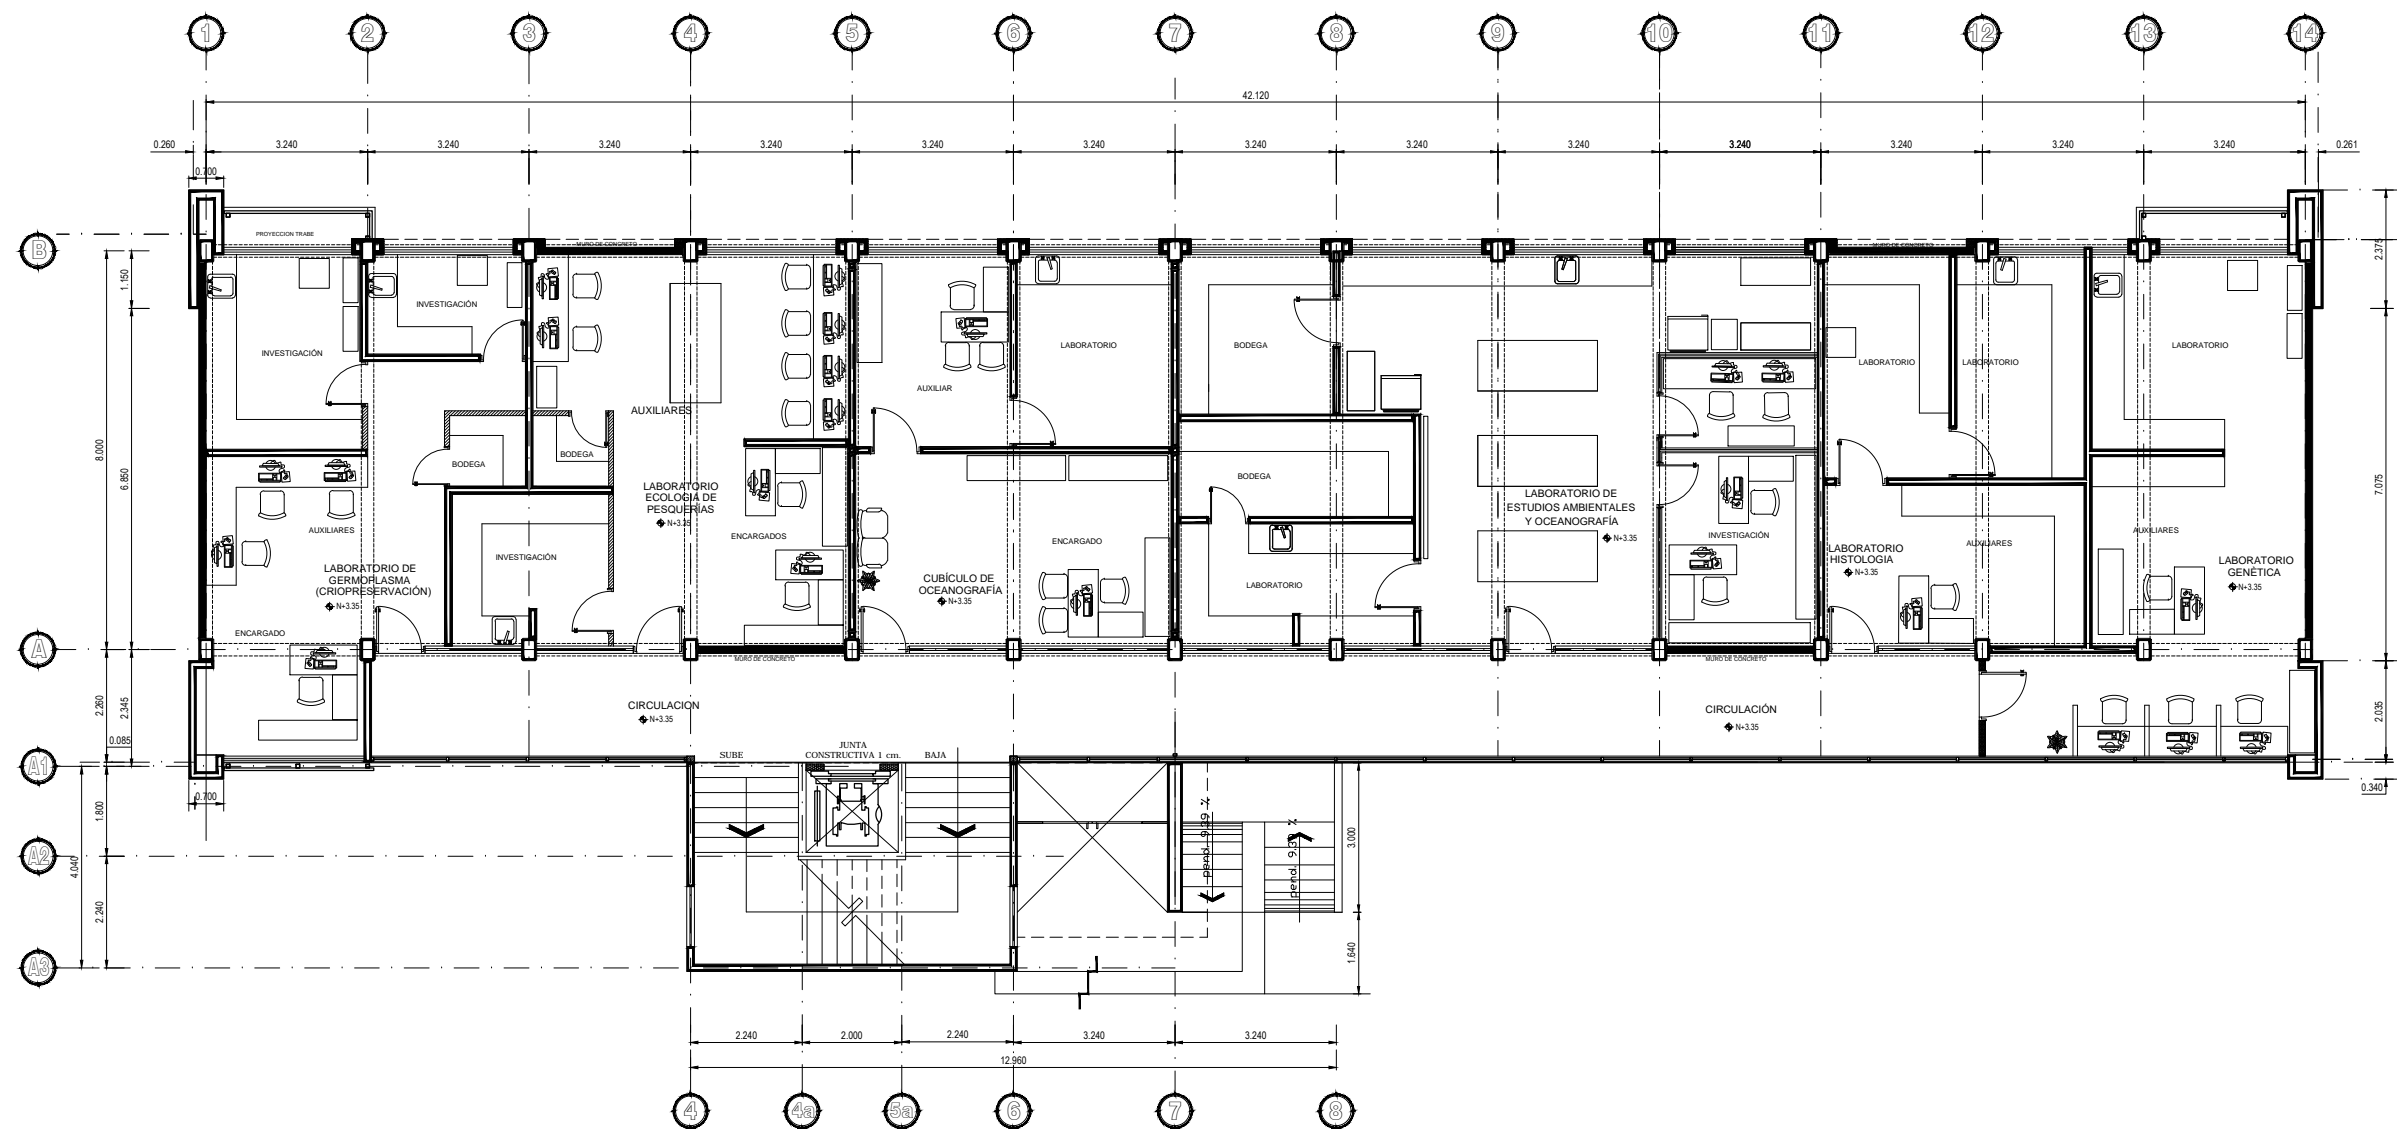 1 2 3 4 5 6 7 8 9 10 11 12 13 14
42.120
0.260 3.240 3.240 3.240 3.240 3.240 3.240 3.240 3.240 3.240 3.240 3.240 3.240 3.240 0.261
0.700
PROYECCION TRABE
B
MURO DE CONCRETO
MURO DE CONCRETO
2.375
1.150
INVESTIGACIÓN
INVESTIGACIÓN
LABORATORIO
BODEGA
LABORATORIO
LABORATORIO
LABORATORIO
AUXILIAR
AUXILIARES
8.000
6.850
7.075
BODEGA
BODEGA
BODEGA
LABORATORIO
ECOLOGIA DE
PESQUERÍAS
N+3.35
LABORATORIO DE
ESTUDIOS AMBIENTALES
Y OCEANOGRAFÍA
N+3.35
AUXILIARES
ENCARGADOS
ENCARGADO
INVESTIGACIÓN
AUXILIARES
AUXILIARES
INVESTIGACIÓN
LABORATORIO
HISTOLOGIA
N+3.35
LABORATORIO
GENÉTICA
N+3.35
LABORATORIO DE
GERMOPLASMA
(CRIOPRESERVACIÓN)
N+3.35
CUBÍCULO DE
OCEANOGRAFÍA
N+3.35
LABORATORIO
ENCARGADO
A
MURO DE CONCRETO
MURO DE CONCRETO
2.260
2.345
2.035
CIRCULACION
N+3.35
CIRCULACIÓN
N+3.35
0.085
SUBE
JUNTA
CONSTRUCTIVA 1 cm.
BAJA
A1
0.700
0.340
1.800
pend. 9.39 %
pend. 9.39 %
3.000
A2
4.040
2.240
1.640
A3
2.240 2.000 2.240 3.240 3.240
12.960
4 4a 5a 6 7 8